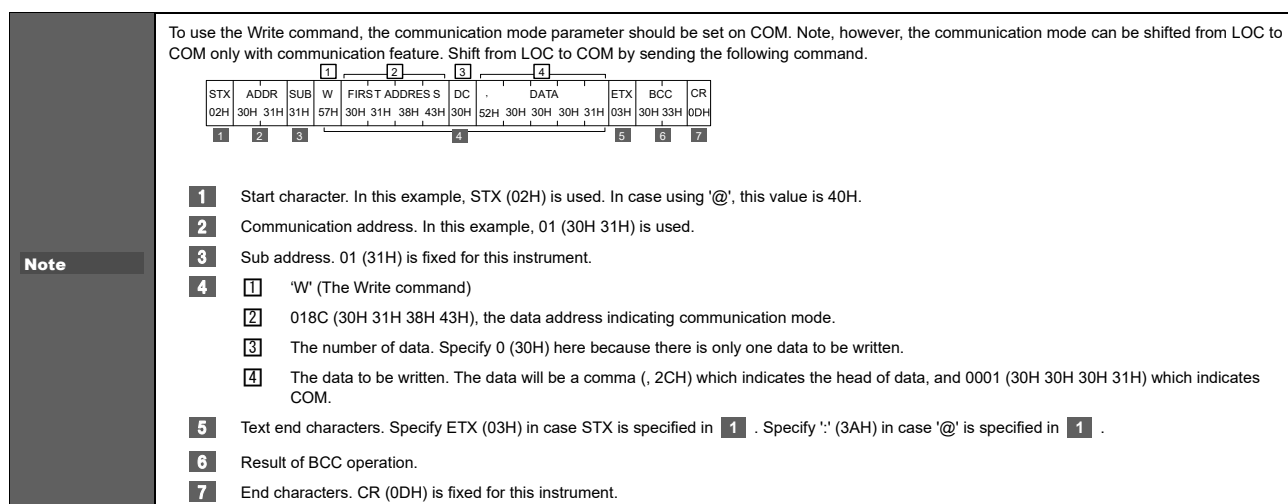 To use the Write command, the communication mode parameter should be set on COM. Note, however, the communication mode can be shifted from LOC to
COM only with communication feature. Shift from LOC to COM by sending the following command.
1 2 3 4
STX ADDR SUB W FIRST ADDRESS DC , DATA ETX BCC CR
02H 30H 31H 31H 57H 30H 31H 38H 43H 30H 52H 30H 30H 30H 31H 03H 30H 33H 0DH
1 2 3 4 5 6 7
1 Start character. In this example, STX (02H) is used. In case using '@', this value is 40H.
2 Communication address. In this example, 01 (30H 31H) is used.
Note
3 Sub address. 01 (31H) is fixed for this instrument.
4 1 'W' (The Write command)
2 018C (30H 31H 38H 43H), the data address indicating communication mode.
3 The number of data. Specify 0 (30H) here because there is only one data to be written.
4 The data to be written. The data will be a comma (, 2CH) which indicates the head of data, and 0001 (30H 30H 30H 31H) which indicates
COM.
5 Text end characters. Specify ETX (03H) in case STX is specified in 1 . Specify ':' (3AH) in case '@' is specified in 1 .
6 Result of BCC operation.
7 End characters. CR (0DH) is fixed for this instrument.